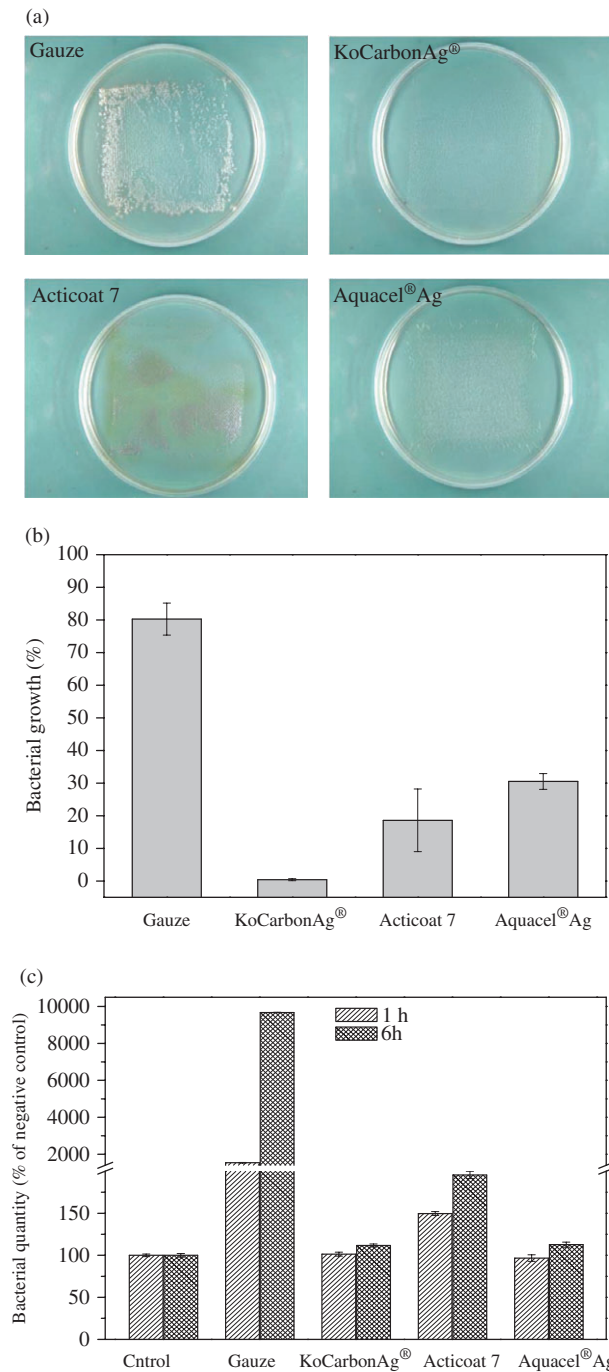 (a)
Gauze
KoCarbonAg®
Acticoat 7
Aquacel®Ag
(b)
100
90
80
70
60
50
40
30
20
10
0
Bacterial growth (%)
Gauze
KoCarbonAg®
Acticoat 7
Aquacel®Ag
(c)
10000
8000
6000
4000
2000
150
100
50
0
Bacterial quantity (% of negative control)
1 h
6h
Cntrol
Gauze
KoCarbonAg®
Acticoat 7
Aquacel®Ag